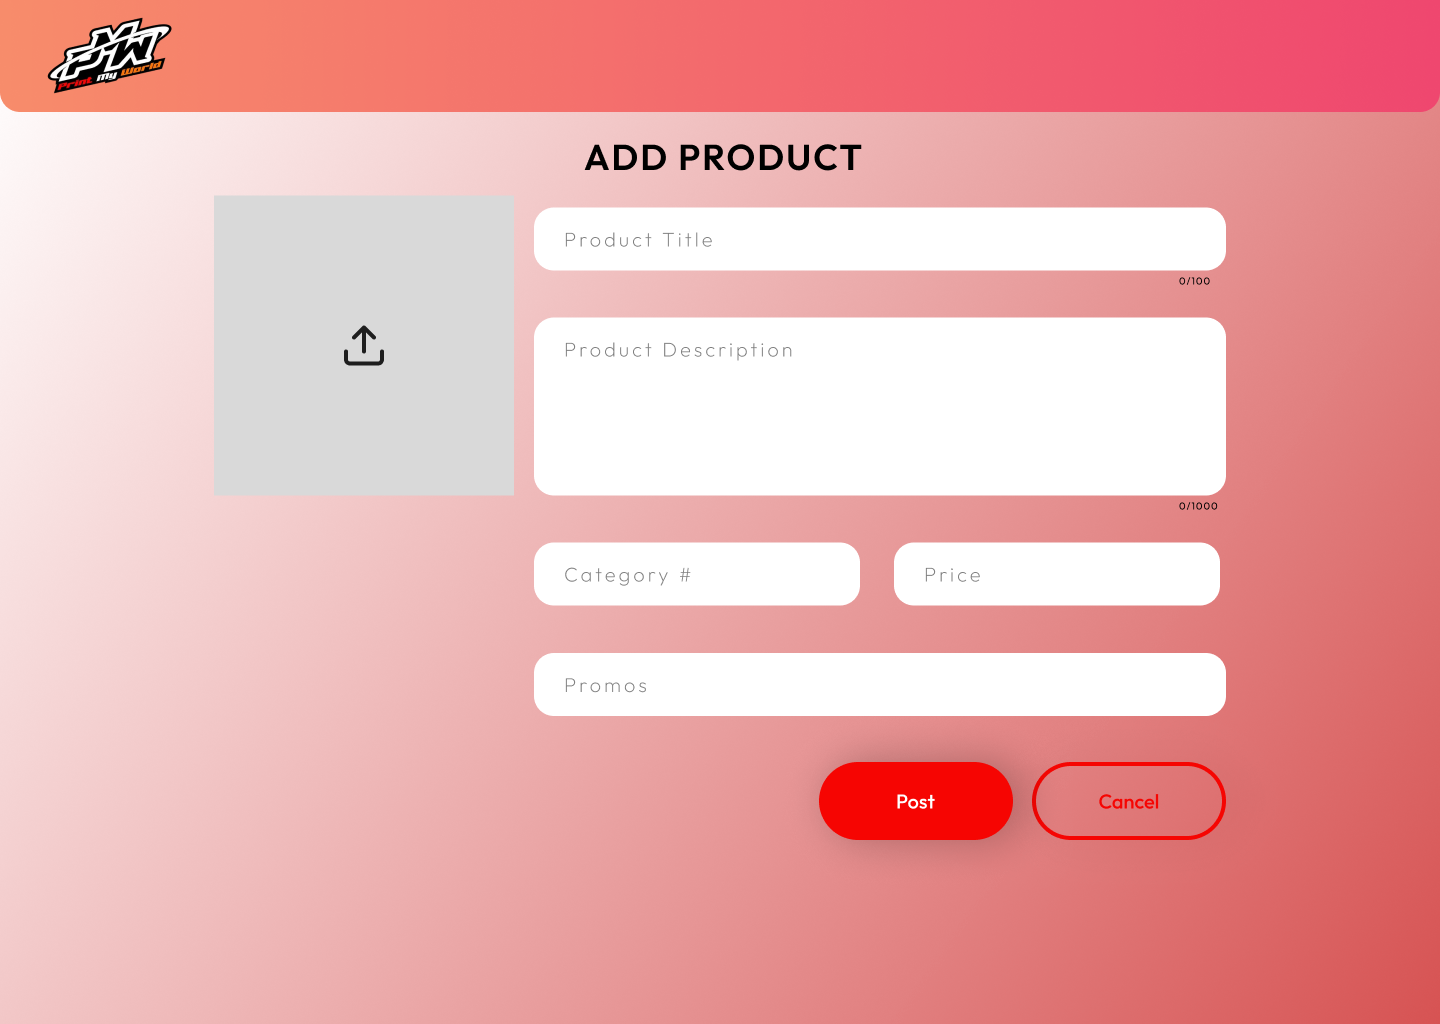 PMW
Print My World
ADD PRODUCT
Product Title
0/100
Product Description
0/1000
Category #
Price
Promos
Post
Cancel